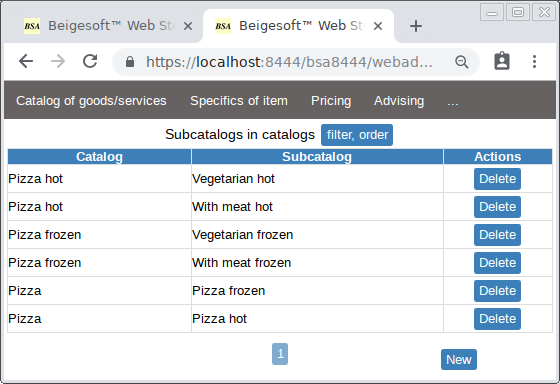 BSA Beigesoft™ Web St BSA Beigesoft™ Web St
https://localhost:8444/bsa8444/webad...
Catalog of goods/services Specifics of item Pricing Advising ...
Subcatalogs in catalogs filter, order
Catalog Subcatalog Actions
Pizza hot Vegetarian hot Delete
Pizza hot With meat hot Delete
Pizza frozen Vegetarian frozen Delete
Pizza frozen With meat frozen Delete
Pizza Pizza frozen Delete
Pizza Pizza hot Delete
1 New